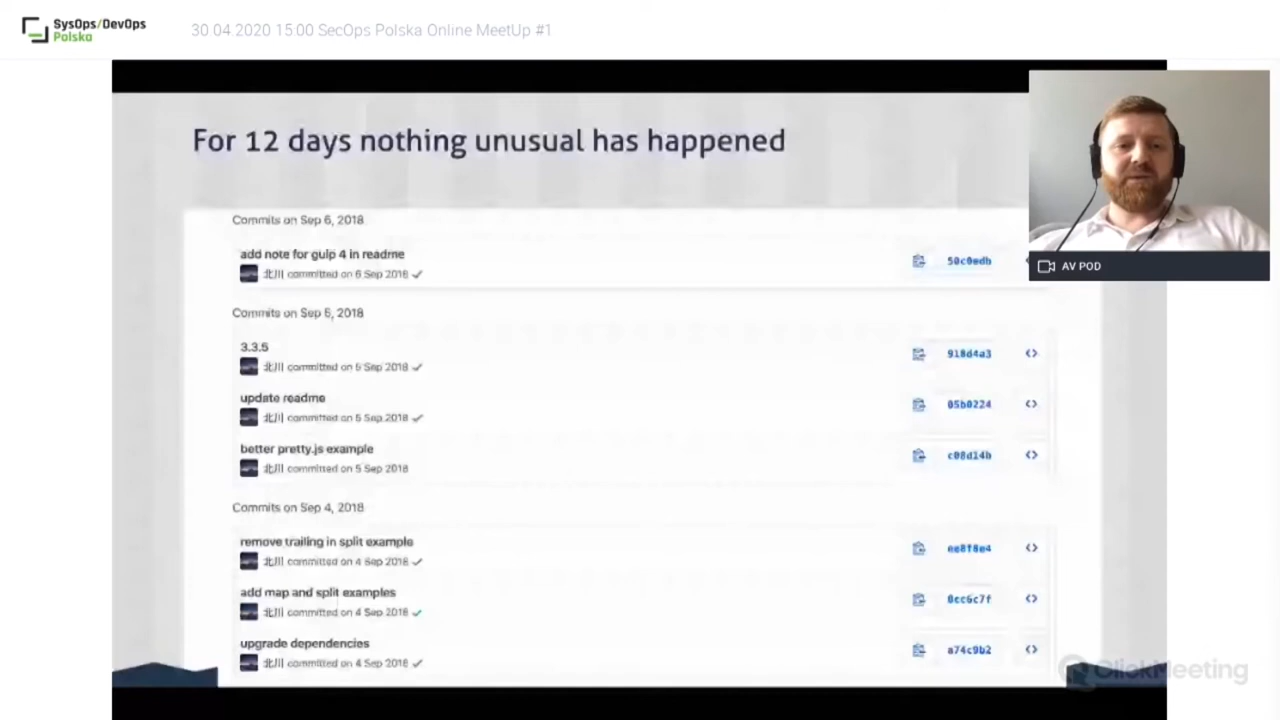 SysOps/DevOps
Polska
30.04.2020 15:00 SecOps Polska Online MeetUp #1
For 12 days nothing unusual has happened
Commits on Sep 6, 2018
add note for gulp 4 in readme
北川 committed on 6 Sep 2018
50c0edb
AV POD
Commits on Sep 5, 2018
3.3.5
北川 committed on 5 Sep 2018
918d4a3
update readme
北川 committed on 5 Sep 2018
05b0224
better pretty.js example
北川 committed on 5 Sep 2018
c08d14b
Commits on Sep 4, 2018
remove trailing in split example
北川 committed on 4 Sep 2018
ee8f8e4
add map and split examples
北川 committed on 4 Sep 2018
0cc6c7f
upgrade dependencies
北川 committed on 4 Sep 2018
a74c9b2
ClickMeeting